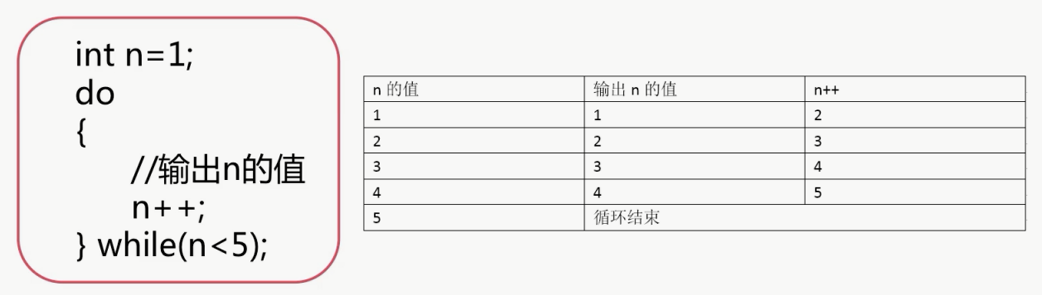 int n=1;
do
{
//输出n的值
n++;
} while(n<5);
n 的值 输出 n 的值 n++
1 1 2
2 2 3
3 3 4
4 4 5
5 循环结束